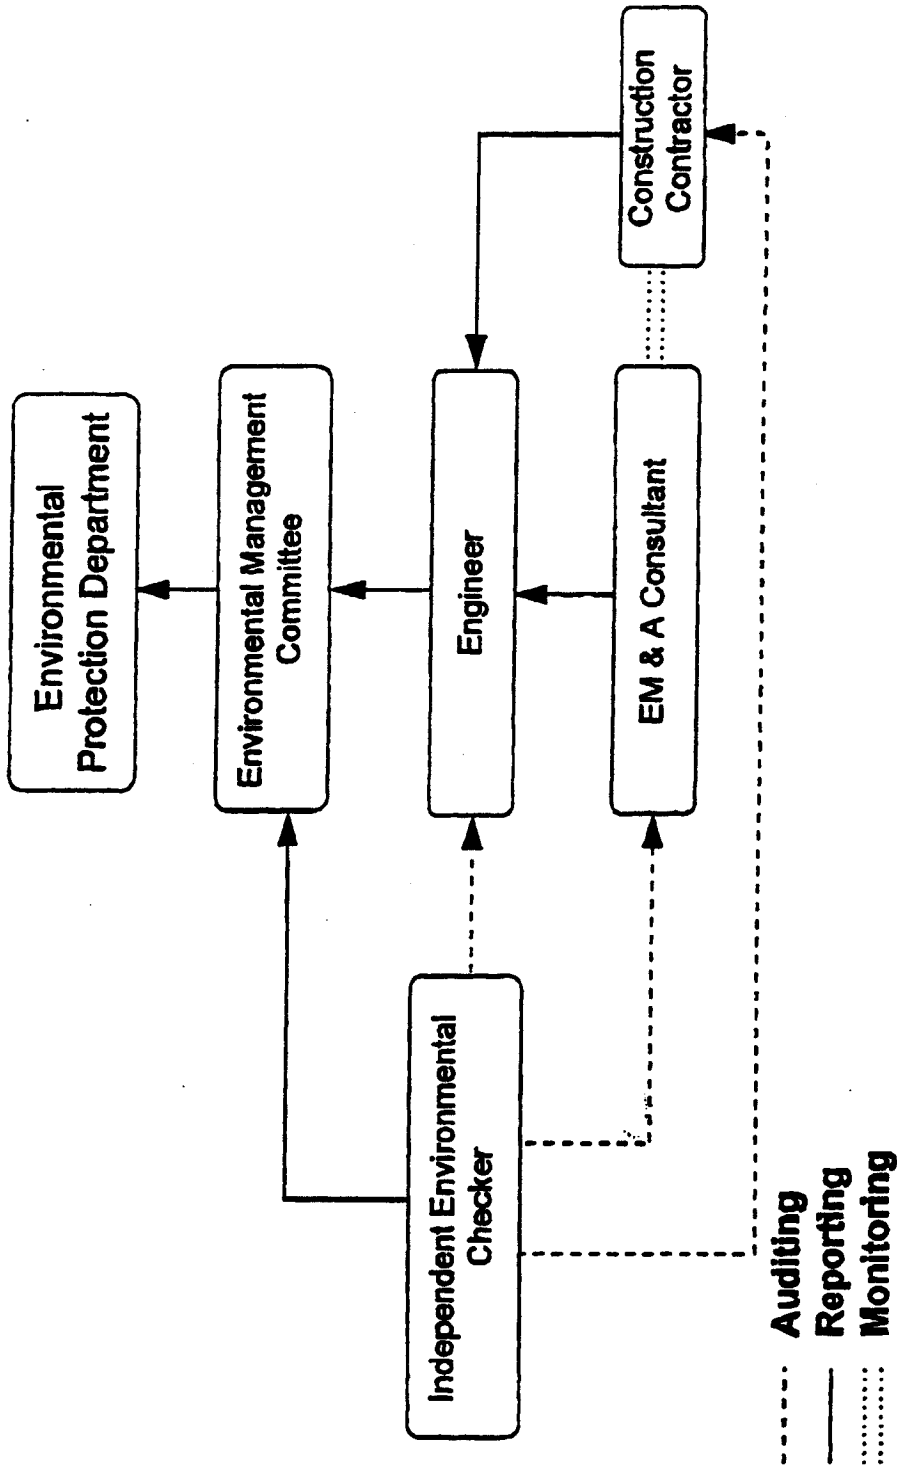 Environmental
Protection Department
Environmental Management
Committee
Independent Environmental
Checker
Engineer
EM & A Consultant
Construction
Contractor
Auditing
Reporting
Monitoring